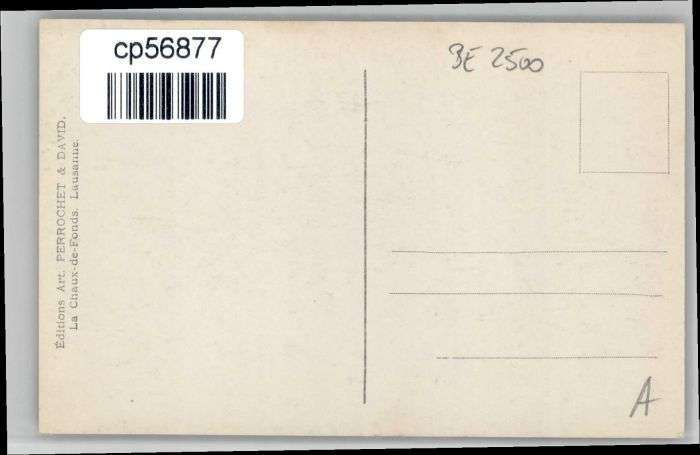 cp56877
BE 2500
Éditions Art. PERROCHET & DAVID,
La Chaux-de-Fonds. Lausanne.
A